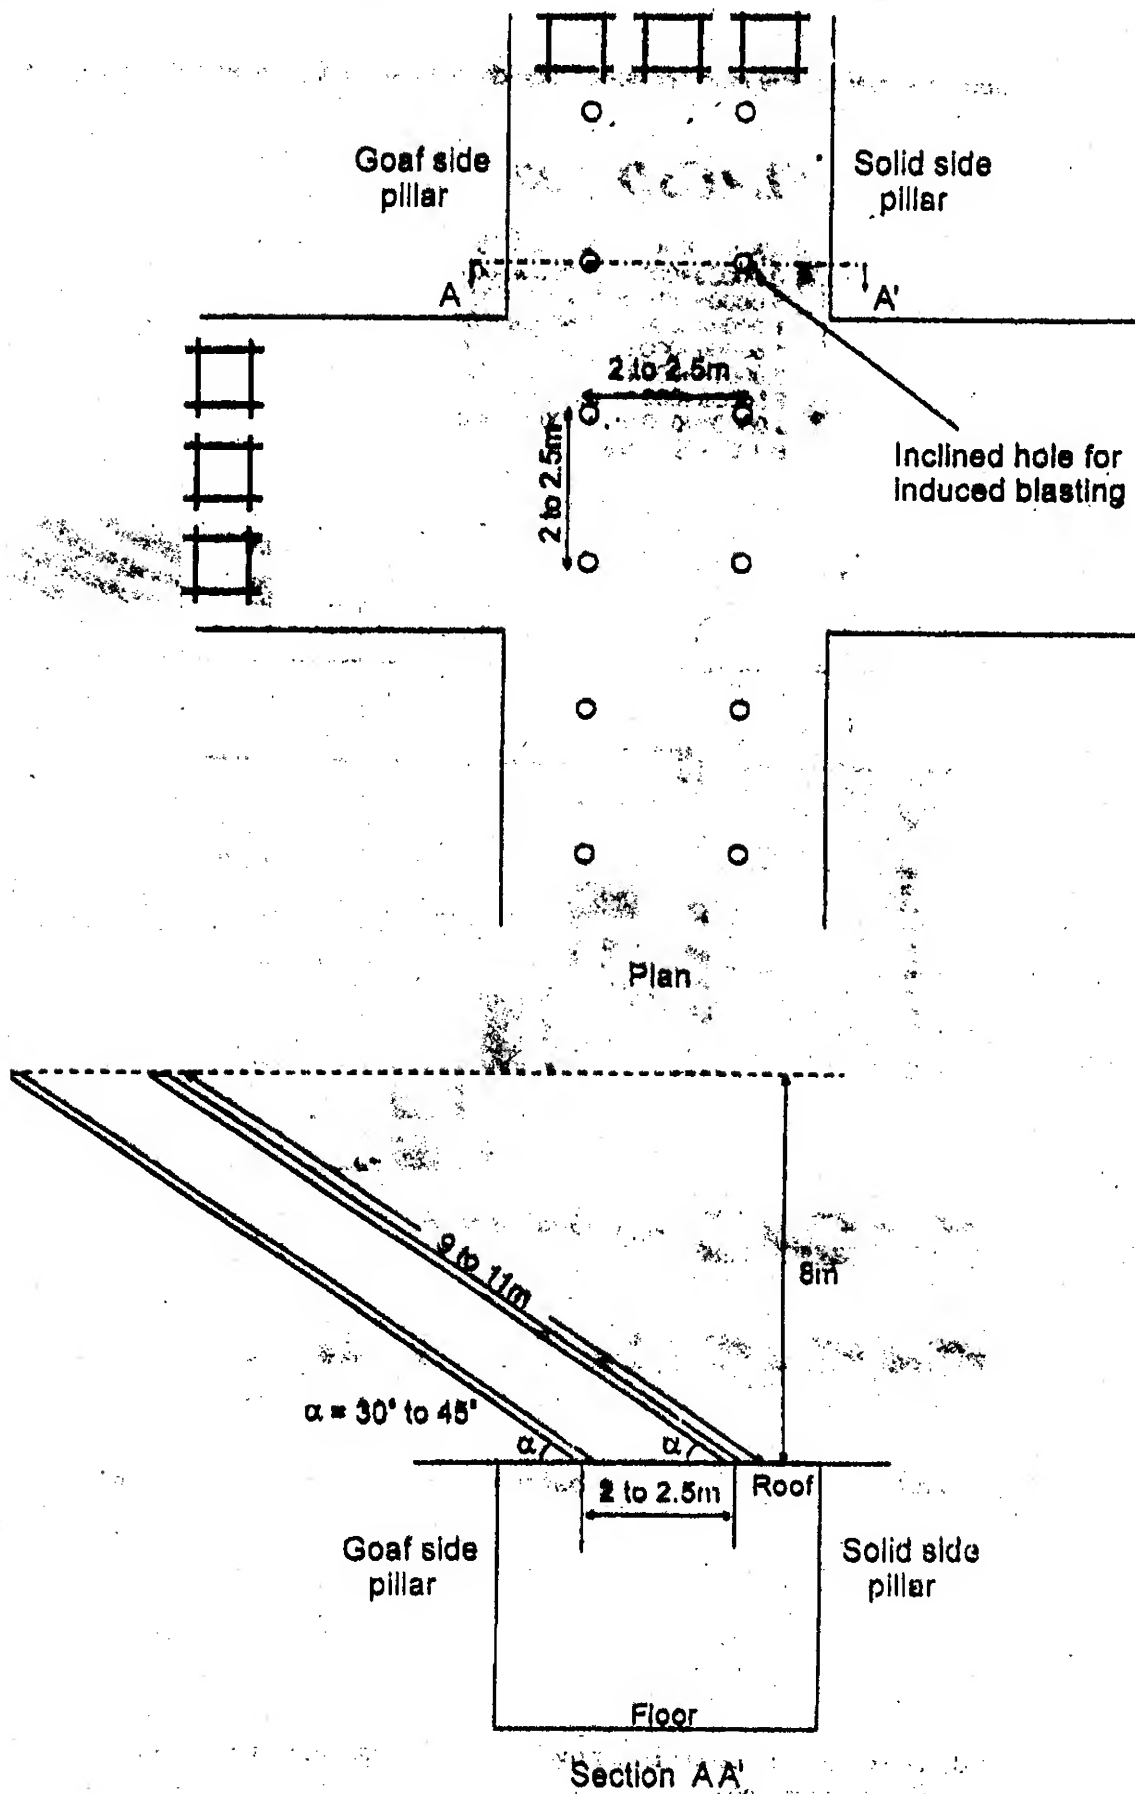 Goaf side
pillar
Solid side
pillar
A
A'
2 to 2.5m
2 to 2.5m
Inclined hole for
induced blasting
Plan
9 to 11m
8m
α = 30° to 45°
α
α
Roof
2 to 2.5m
Goaf side
pillar
Solid side
pillar
Floor
Section AA'